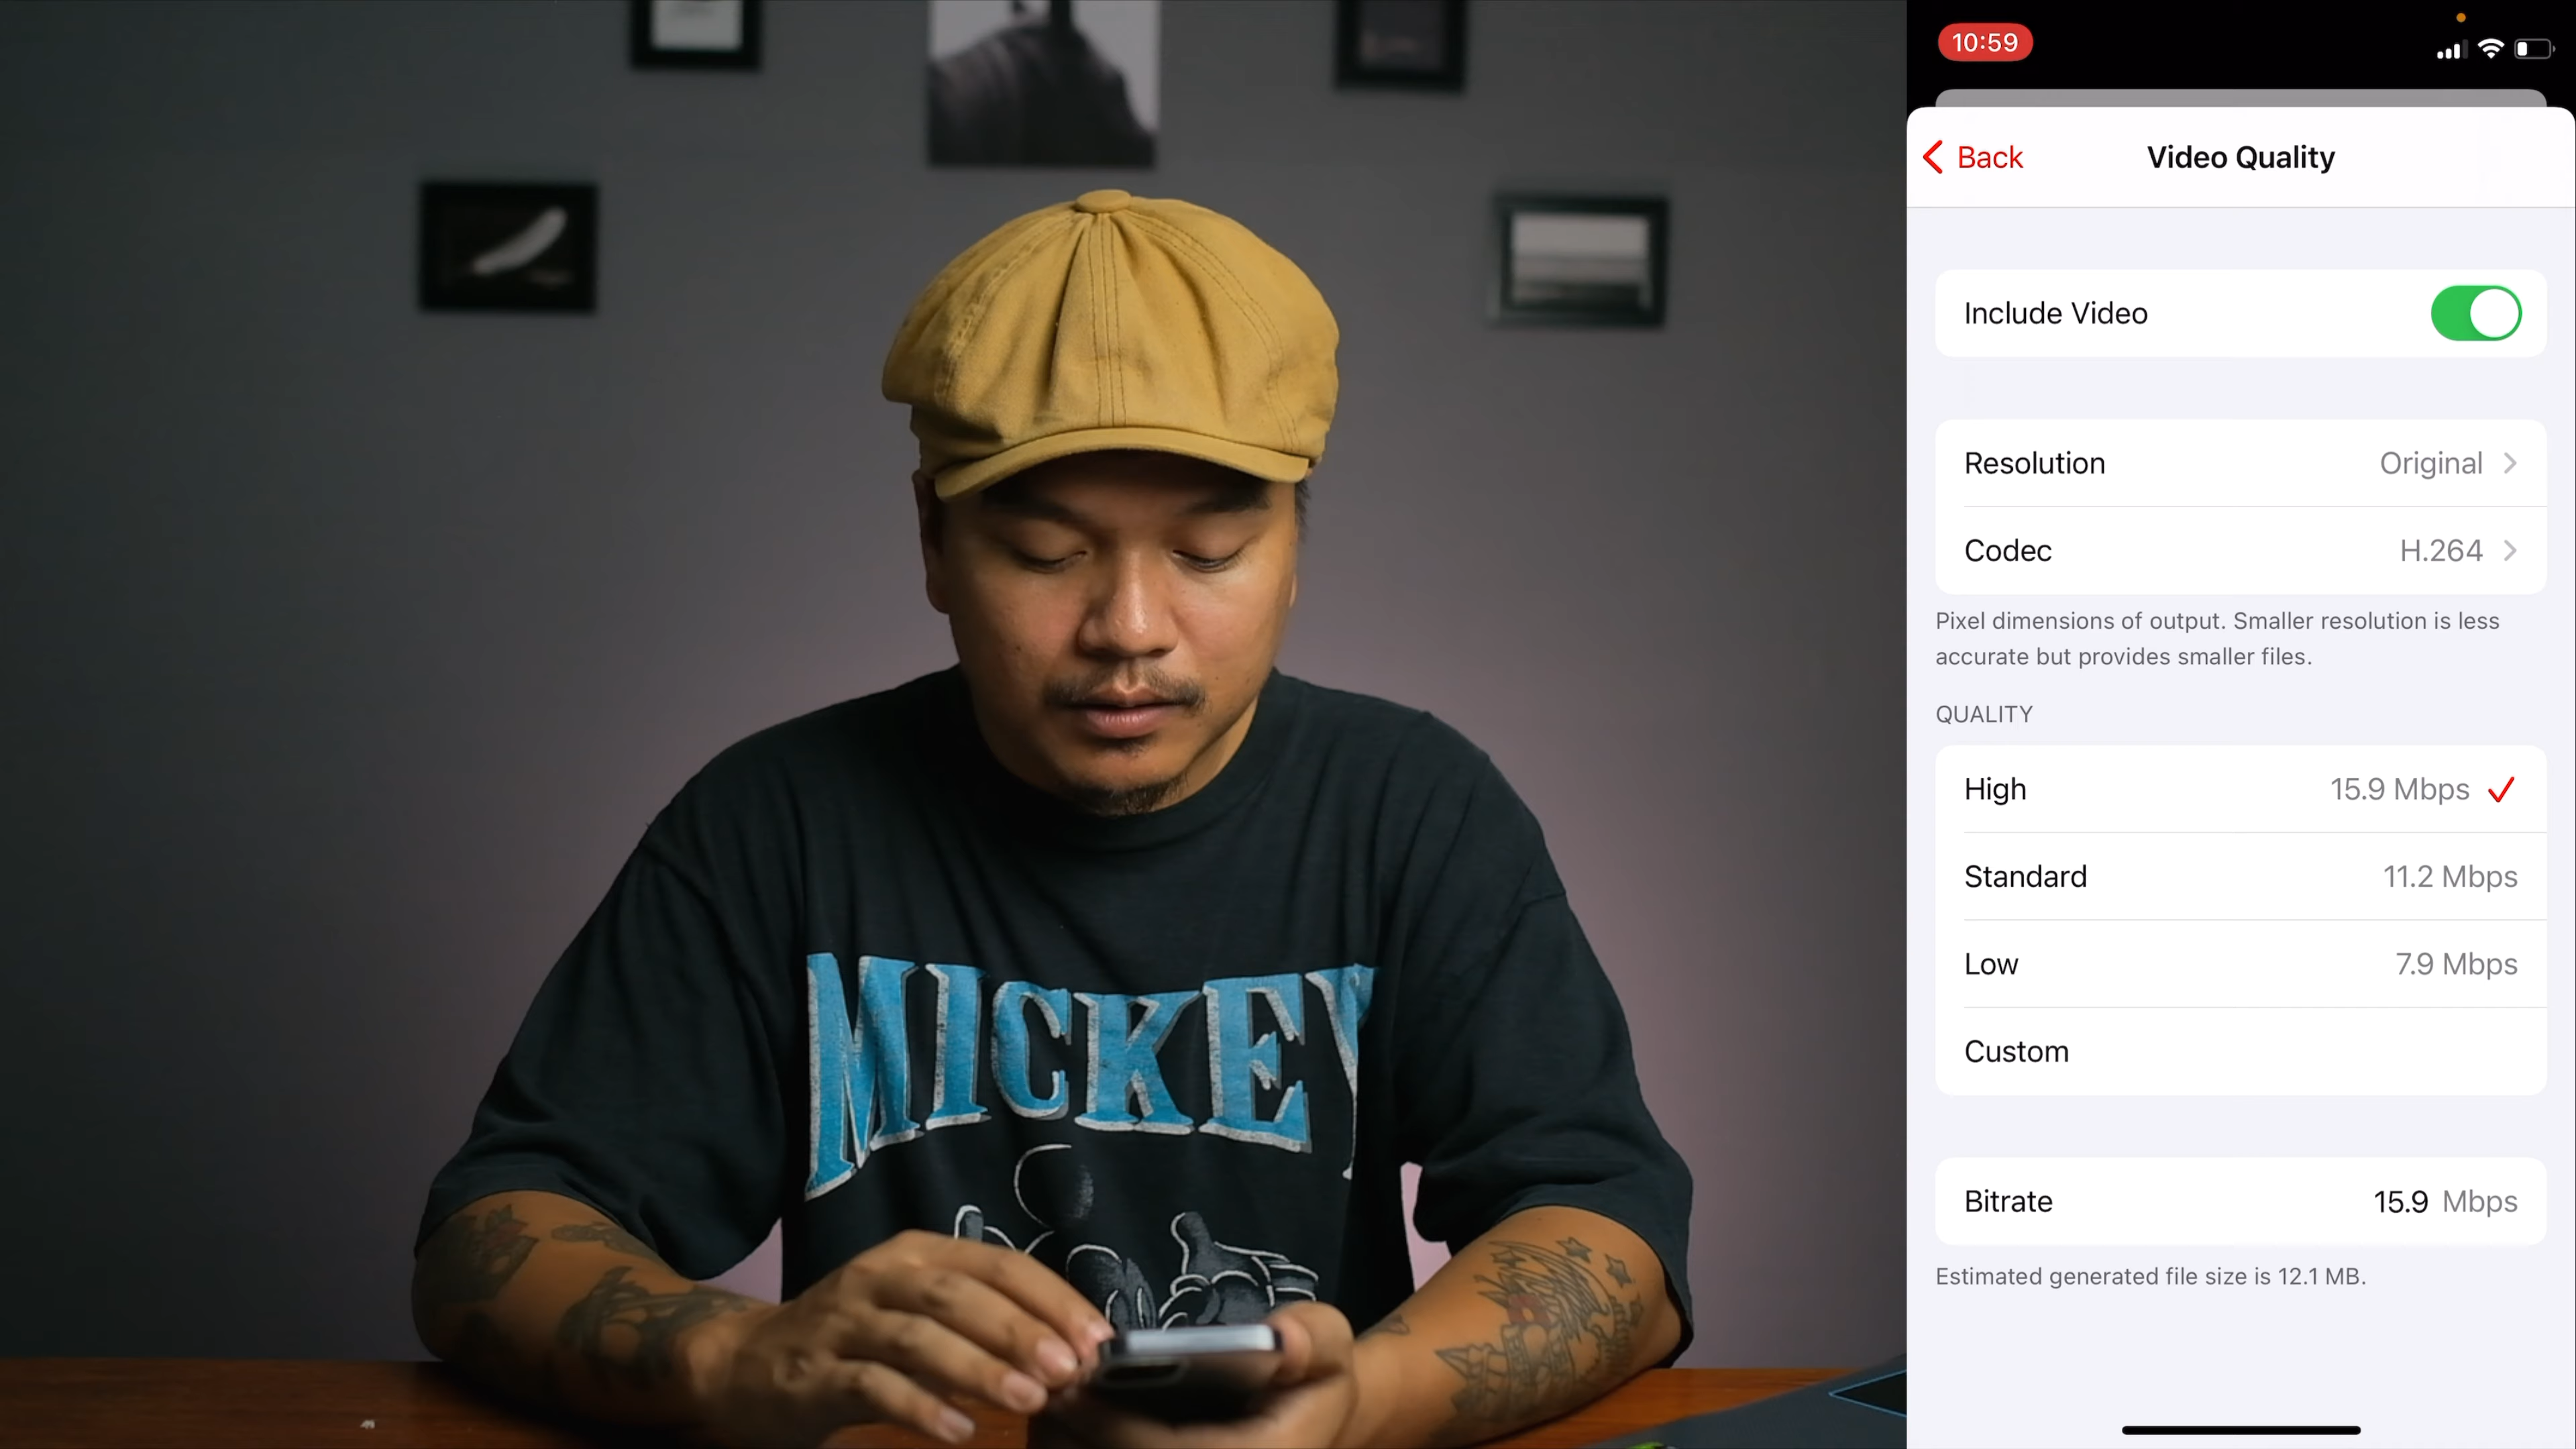 MICKEY
10:59
Back
Video Quality
Include Video
Resolution Original
Codec H.264
Pixel dimensions of output. Smaller resolution is less
accurate but provides smaller files.
QUALITY
High 15.9 Mbps
Standard 11.2 Mbps
Low 7.9 Mbps
Custom
Bitrate 15.9 Mbps
Estimated generated file size is 12.1 MB.